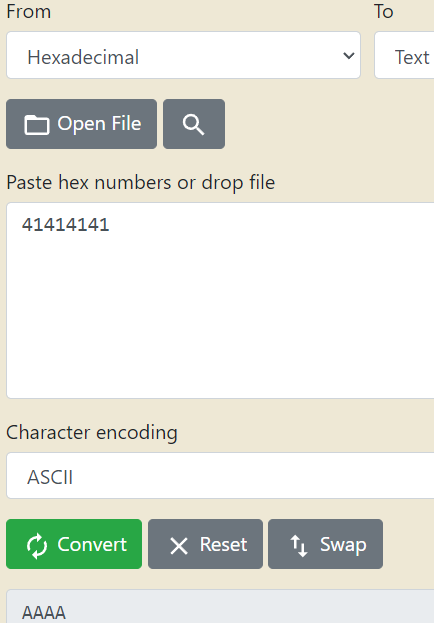 From To
Hexadecimal Text
Open File
Paste hex numbers or drop file
41414141
Character encoding
ASCII
Convert Reset Swap
AAAA